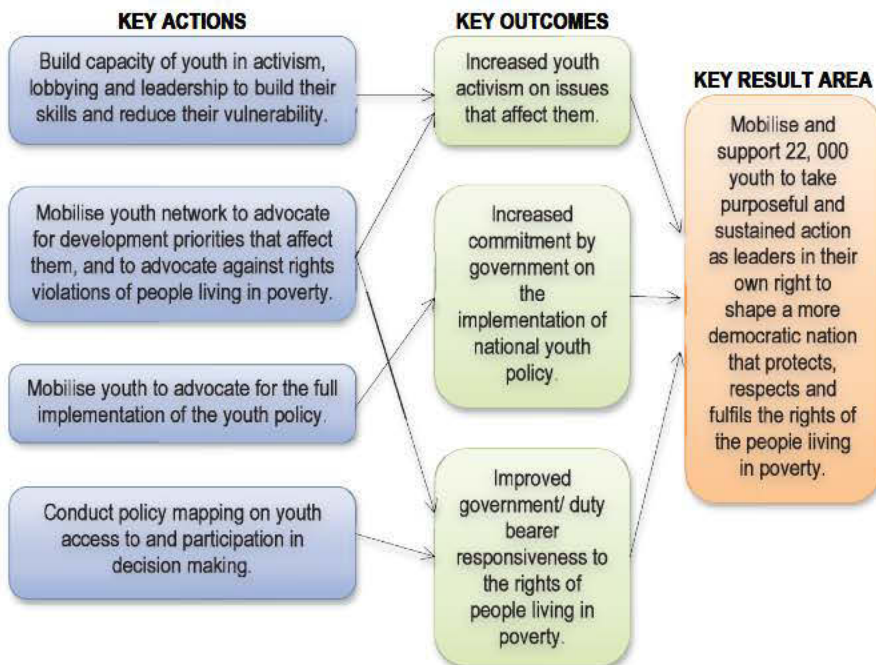 KEY ACTIONS
Build capacity of youth in activism,
lobbying and leadership to build their
skills and reduce their vulnerability.
Mobilise youth network to advocate
for development priorities that affect
them, and to advocate against rights
violations of people living in poverty.
Mobilise youth to advocate for the full
implementation of the youth policy.
Conduct policy mapping on youth
access to and participation in
decision making.
KEY OUTCOMES
Increased youth
activism on issues
that affect them.
Increased
commitment by
government on
the
implementation of
national youth
policy.
Improved
government/ duty
bearer
responsiveness to
the rights of
people living in
poverty.
KEY RESULT AREA
Mobilise and
support 22, 000
youth to take
purposeful and
sustained action
as leaders in their
own right to
shape a more
democratic nation
that protects,
respects and
fulfils the rights of
the people living
in poverty.